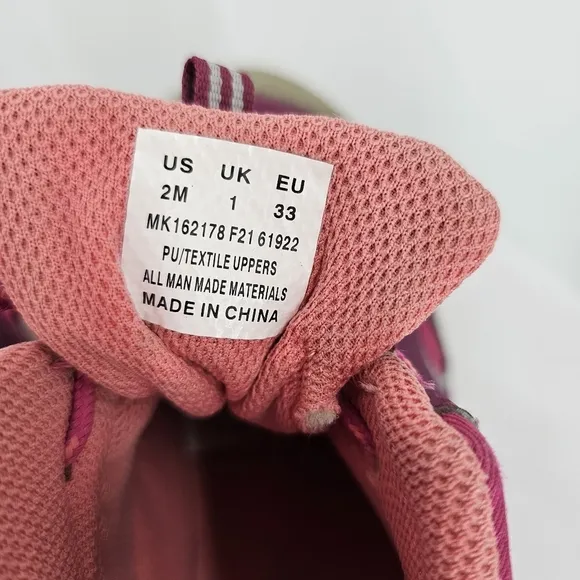 US UK EU
2M 1 33
MK162178 F21 61922
PU/TEXTILE UPPERS
ALL MAN MADE MATERIALS
MADE IN CHINA